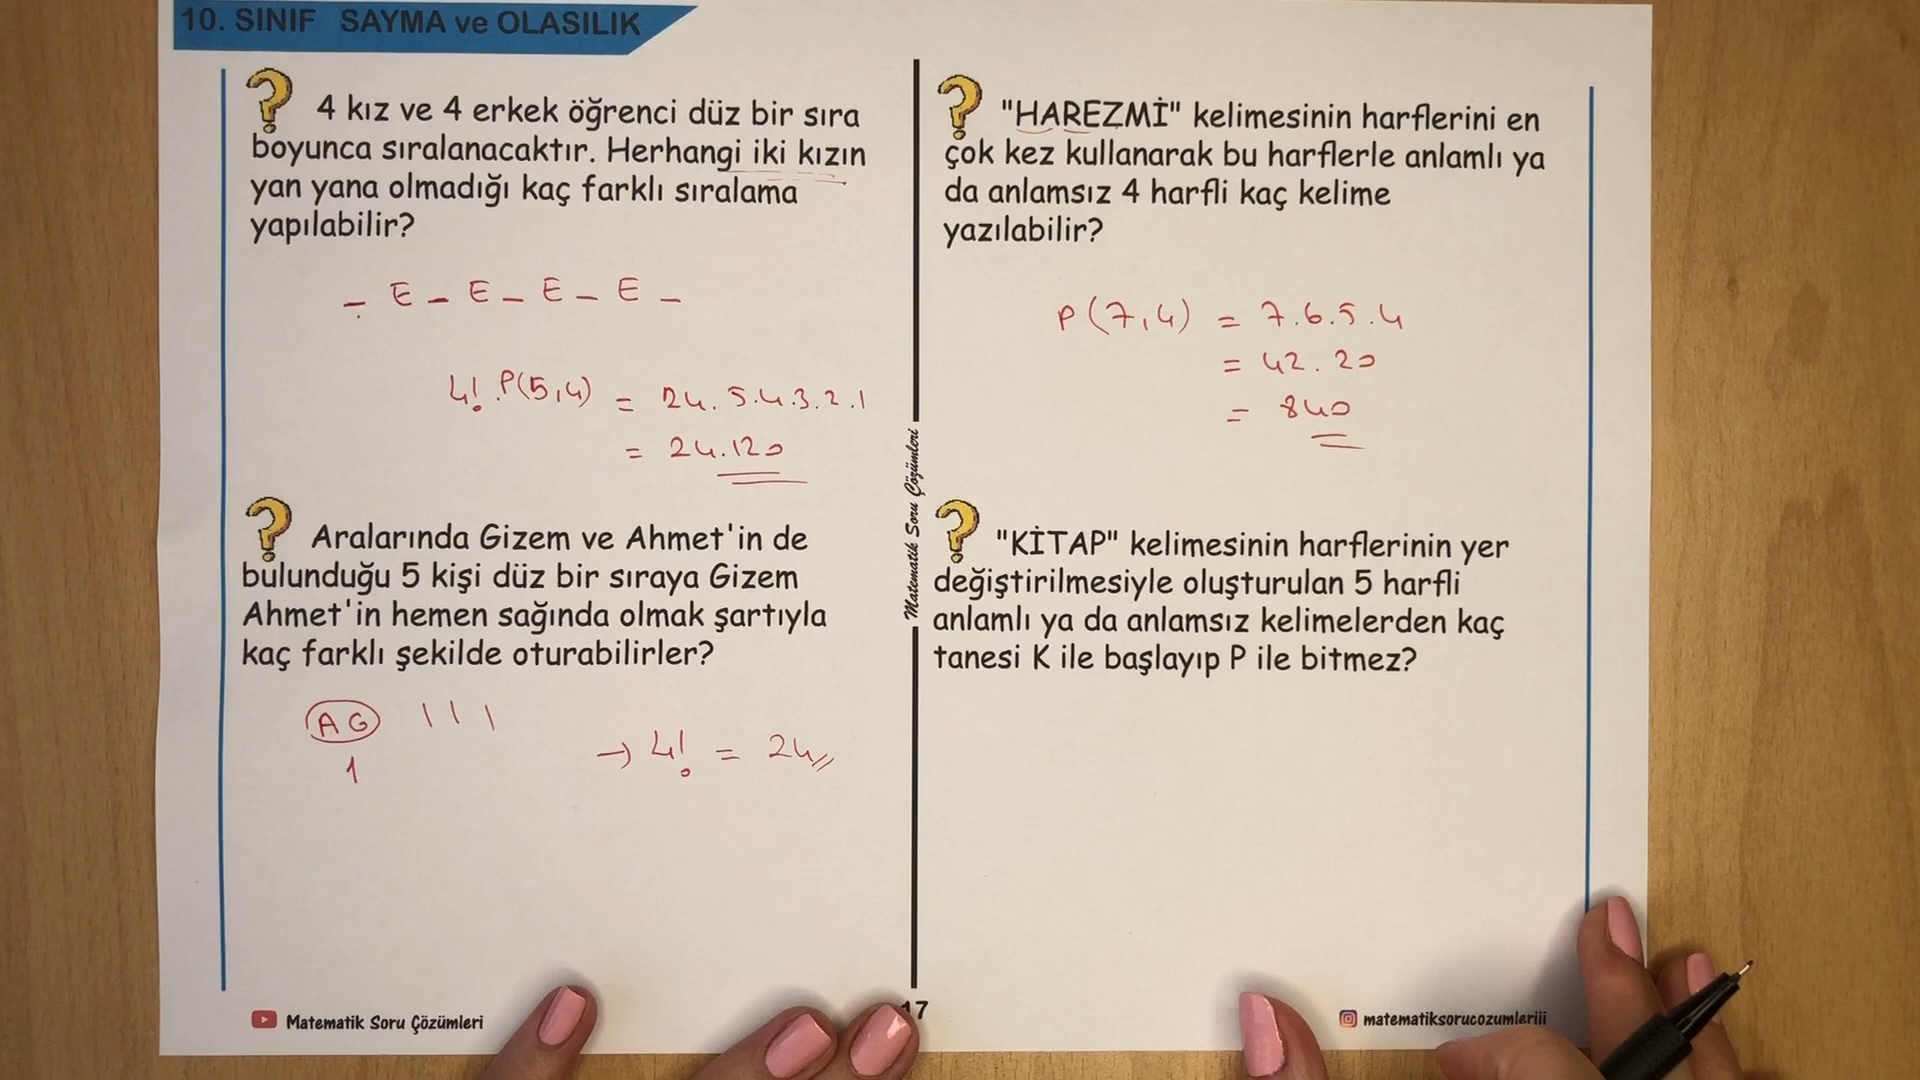 10. SINIF SAYMA ve OLASILIK
4 kız ve 4 erkek öğrenci düz bir sıra
boyunca sıralanacaktır. Herhangi iki kızın
yan yana olmadığı kaç farklı sıralama
yapılabilir?
_ E _ E _ E _ E _
4! . P(5,4) = 24.5.4.3.2.1
= 24.120
Aralarında Gizem ve Ahmet'in de
bulunduğu 5 kişi düz bir sıraya Gizem
Ahmet'in hemen sağında olmak şartıyla
kaç farklı şekilde oturabilirler?
AG | | |
1
→ 4! = 24
Matematik Soru Çözümleri
Matematik Soru Çözümleri
"HAREZMİ" kelimesinin harflerini en
çok kez kullanarak bu harflerle anlamlı ya
da anlamsız 4 harfli kaç kelime
yazılabilir?
P(7,4) = 7.6.5.4
= 42.20
= 840
"KİTAP" kelimesinin harflerinin yer
değiştirilmesiyle oluşturulan 5 harfli
anlamlı ya da anlamsız kelimelerden kaç
tanesi K ile başlayıp P ile bitmez?
17
matematiksorucozumleriii